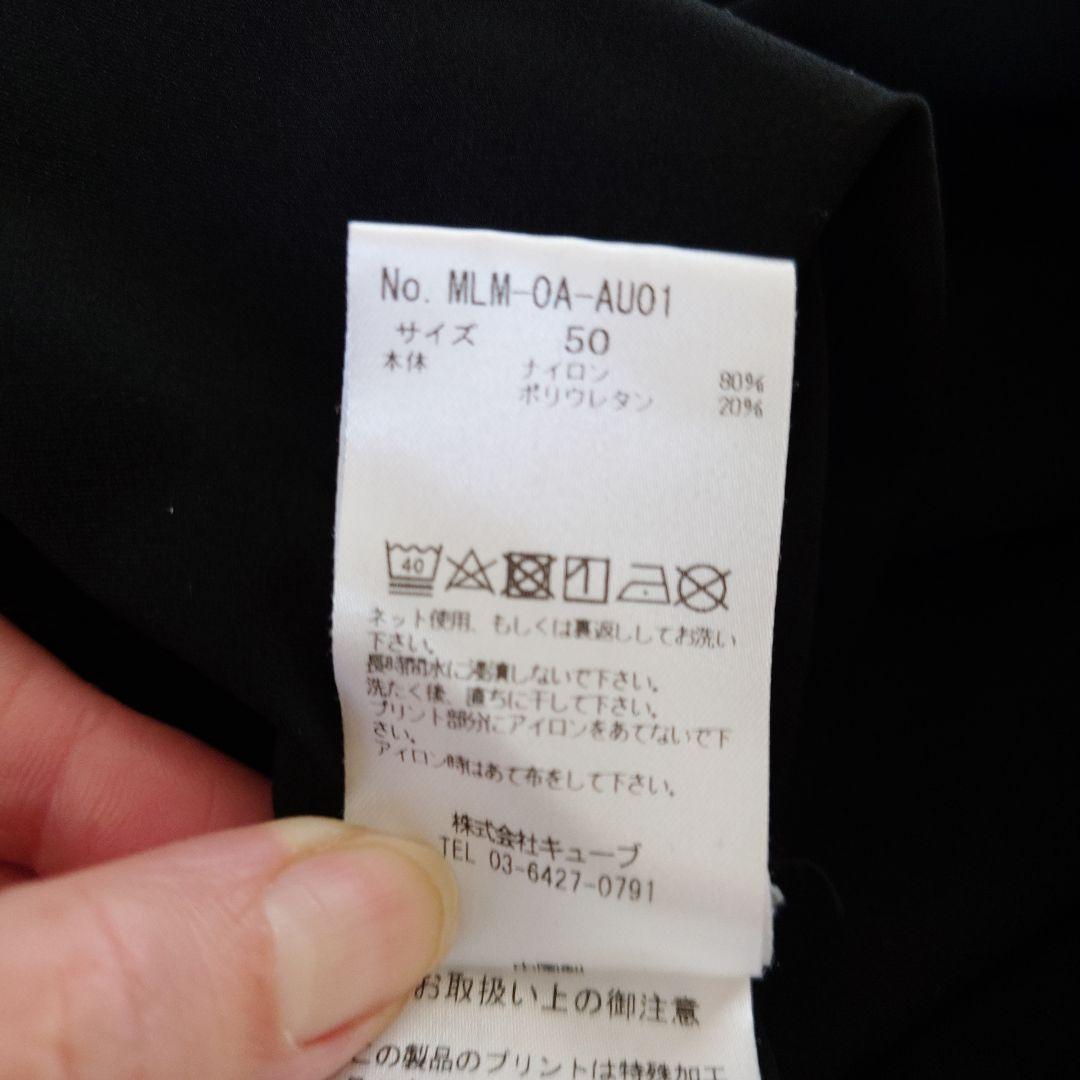 No. MLM-0A-AU01
サイズ 50
本体 ナイロン 80%
ポリウレタン 20%
40
ネット使用、もしくは裏返ししてお洗い
下さい。
長時間水に浸漬しないで下さい。
洗たく後、直ちに干して下さい。
プリント部分にアイロンをあてないで下
さい。
アイロン時はあて布をして下さい。
株式会社キューブ
TEL 03-6427-0791
お取扱い上の御注意
この製品のプリントは特殊加工